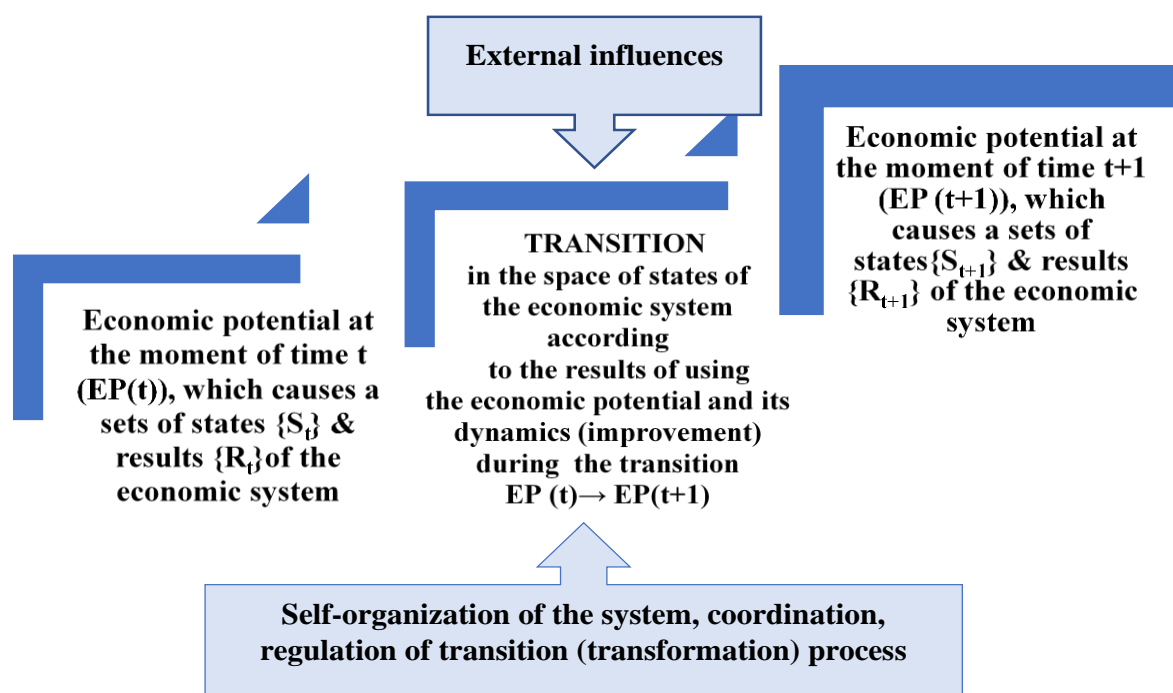 External influences
Economic potential at
the moment of time t
(EP(t)), which causes a
sets of states {Sₜ} &
results {Rₜ}of the
economic system
TRANSITION
in the space of states of
the economic system
according
to the results of using
the economic potential and its
dynamics (improvement)
during the transition
EP (t)→ EP(t+1)
Economic potential at
the moment of time t+1
(EP (t+1)), which
causes a sets of
states{Sₜ₊₁} & results
{Rₜ₊₁} of the economic
system
Self-organization of the system, coordination,
regulation of transition (transformation) process